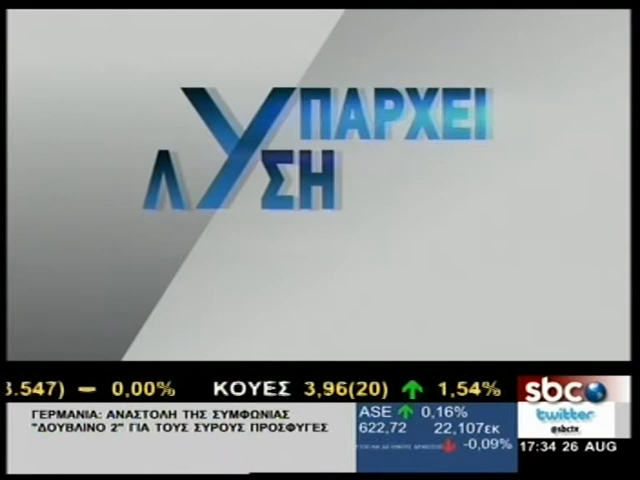 ΥΠΑΡΧΕΙ
ΛΥΣΗ
3.547) – 0,00% ΚΟΥΕΣ 3,96(20) 1,54%
ΓΕΡΜΑΝΙΑ: ΑΝΑΣΤΟΛΗ ΤΗΣ ΣΥΜΦΩΝΙΑΣ
"ΔΟΥΒΛΙΝΟ 2" ΓΙΑ ΤΟΥΣ ΣΥΡΟΥΣ ΠΡΟΣΦΥΓΕΣ
ASE 0,16%
622,72 22,107εκ
-0,09%
sbc
twitter
@sbctv
17:34 26 AUG